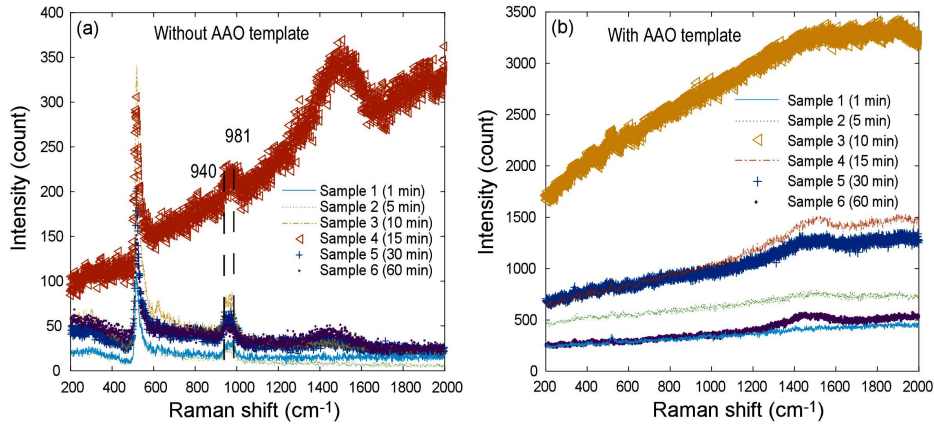 (a)
Without AAO template
400
350
300
250
200
150
100
50
0
Intensity (count)
981
940
Sample 1 (1 min)
Sample 2 (5 min)
Sample 3 (10 min)
Sample 4 (15 min)
Sample 5 (30 min)
Sample 6 (60 min)
200 400 600 800 1000 1200 1400 1600 1800 2000
Raman shift (cm-1)
(b)
With AAO template
3500
3000
2500
2000
1500
1000
500
0
Intensity (count)
Sample 1 (1 min)
Sample 2 (5 min)
Sample 3 (10 min)
Sample 4 (15 min)
Sample 5 (30 min)
Sample 6 (60 min)
200 400 600 800 1000 1200 1400 1600 1800 2000
Raman shift (cm-1)